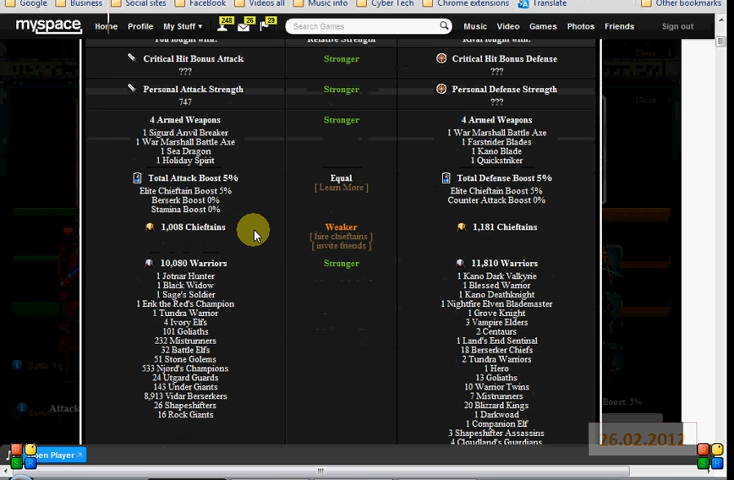 Google Business Social sites FaceBook Videos all Music info Cyber Tech Chrome extensions Translate Other bookmarks
248 26 29
myspace Home Profile My Stuff Search Games Music Video Games Photos Friends Sign out
Critical Hit Bonus Attack Stronger Critical Hit Bonus Defense
??? ???
Personal Attack Strength Stronger Personal Defense Strength
747 ???
4 Armed Weapons Stronger 4 Armed Weapons
1 Sigurd Anvil Breaker 1 War Marshall Battle Axe
1 War Marshall Battle Axe 1 Farstrider Blades
1 Sea Dragon 1 Kano Blade
1 Holiday Spirit 1 Quickstriker
Total Attack Boost 5% Equal Total Defense Boost 5%
[ Learn More ]
Elite Chieftain Boost 5% Elite Chieftain Boost 5%
Berserk Boost 0% Counter Attack Boost 0%
Stamina Boost 0%
1,008 Chieftains Weaker 1,181 Chieftains
[ hire chieftains ]
[ invite friends ]
10,080 Warriors Stronger 11,810 Warriors
1 Jotnar Hunter 1 Kano Dark Valkyrie
1 Black Widow 1 Blessed Warrior
1 Sage's Soldier 1 Kano Deathknight
1 Erik the Red's Champion 1 Nightfire Elven Blademaster
1 Tundra Warrior 1 Grove Knight
4 Ivory Elfs 3 Vampire Elders
101 Goliaths 2 Centaurs
232 Mistrunners 1 Land's End Sentinal
32 Battle Elfs 18 Berserker Chiefs
51 Stone Golems 2 Tundra Warriors
533 Njord's Champions 1 Hero
24 Utgard Guards 13 Goliaths
143 Under Giants 10 Warrior Twins
8,913 Vidar Berserkers 7 Mistrunners
26 Shapeshifters 20 Blizzard Kings
16 Rock Giants 1 Darkwoad
1 Companion Elf
3 Shapeshifter Assassins
4 Cloudland's Guardians
26.02.2012
Open Player